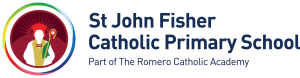 St John Fisher
Catholic Primary School
Part of The Romero Catholic Academy